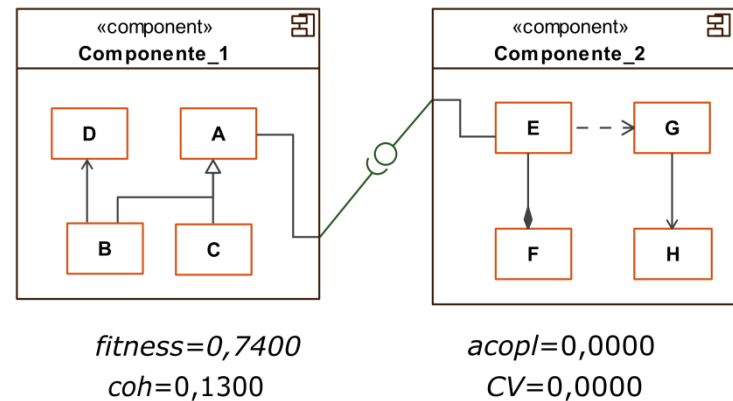 «component»
Componente_1
«component»
Componente_2
D
A
B
C
E
G
F
H
fitness=0,7400
acopl=0,0000
coh=0,1300
CV=0,0000